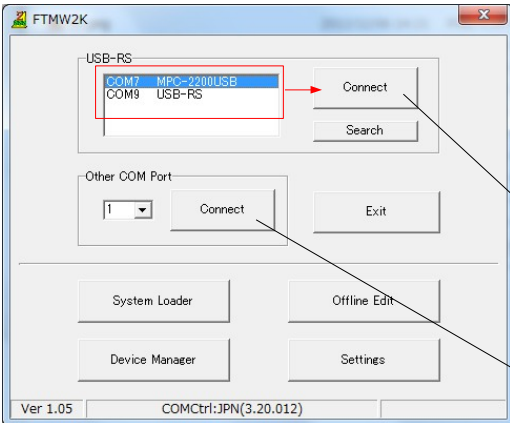 FTMW2K
USB-RS
COM7 MPC-2200USB
COM9 USB-RS
Connect
Search
Other COM Port
1
Connect
Exit
System Loader
Offline Edit
Device Manager
Settings
Ver 1.05
COMCtrl:JPN(3.20.012)